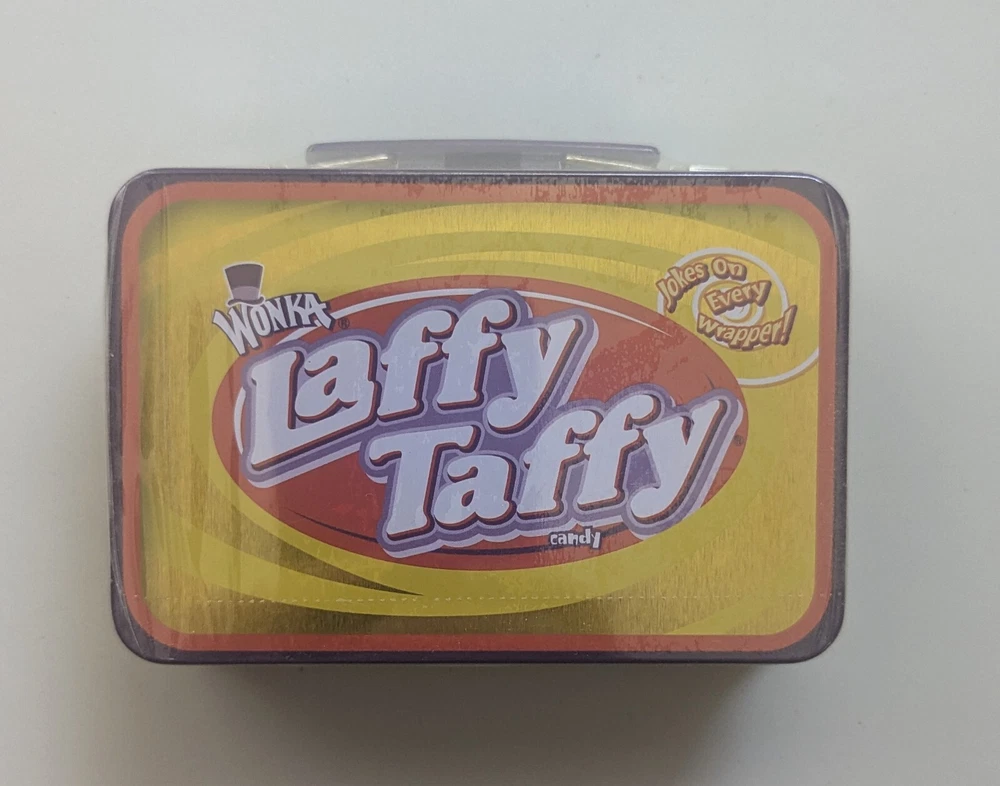 WONKA®
Laffy
Taffy
candy
Jokes On
Every
wrapper!